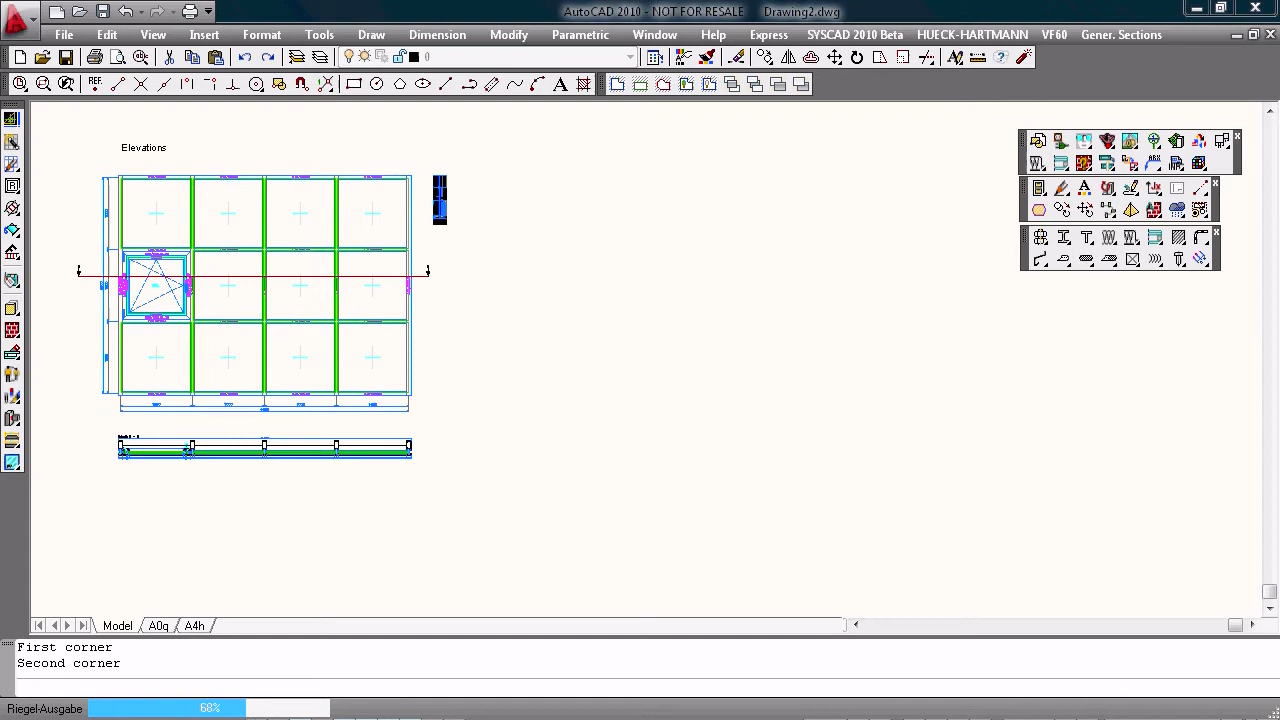 AutoCAD 2010 - NOT FOR RESALE Drawing2.dwg
File Edit View Insert Format Tools Draw Dimension Modify Parametric Window Help Express SYSCAD 2010 Beta HUECK-HARTMANN VF60 Gener. Sections
0
REF.
Elevations
Model A0q A4h
First corner
Second corner
Riegel-Ausgabe 68%